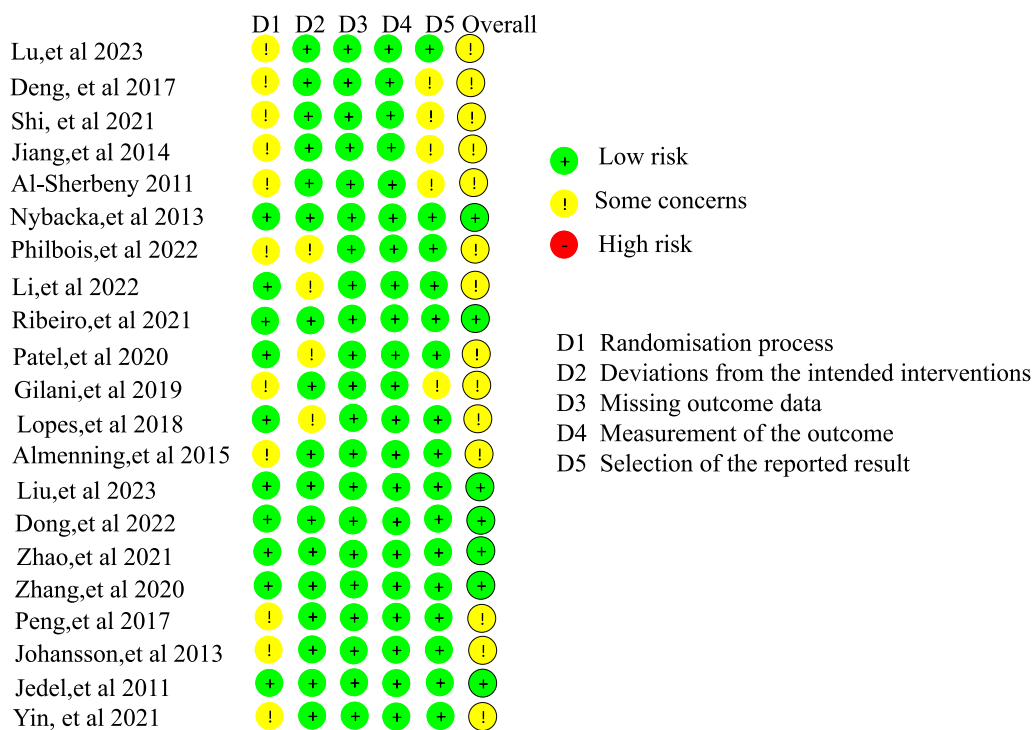 D1 D2 D3 D4 D5 Overall
Lu,et al 2023 ! + + + + !
Deng, et al 2017 ! + + + ! !
Shi, et al 2021 ! + + + ! !
Jiang,et al 2014 ! + + + ! !
Al-Sherbeny 2011 ! + + + ! !
Nybacka,et al 2013 + + + + + +
Philbois,et al 2022 ! ! + + + !
Li,et al 2022 + ! + + + !
Ribeiro,et al 2021 + + + + + +
Patel,et al 2020 + ! + + + !
Gilani,et al 2019 ! + + + ! !
Lopes,et al 2018 + ! + + + !
Almenning,et al 2015 ! + + + + !
Liu,et al 2023 + + + + + +
Dong,et al 2022 + + + + + +
Zhao,et al 2021 + + + + + +
Zhang,et al 2020 + + + + + +
Peng,et al 2017 ! + + + + !
Johansson,et al 2013 ! + + + + !
Jedel,et al 2011 + + + + + +
Yin, et al 2021 ! + + + + !
+ Low risk
! Some concerns
- High risk
D1 Randomisation process
D2 Deviations from the intended interventions
D3 Missing outcome data
D4 Measurement of the outcome
D5 Selection of the reported result